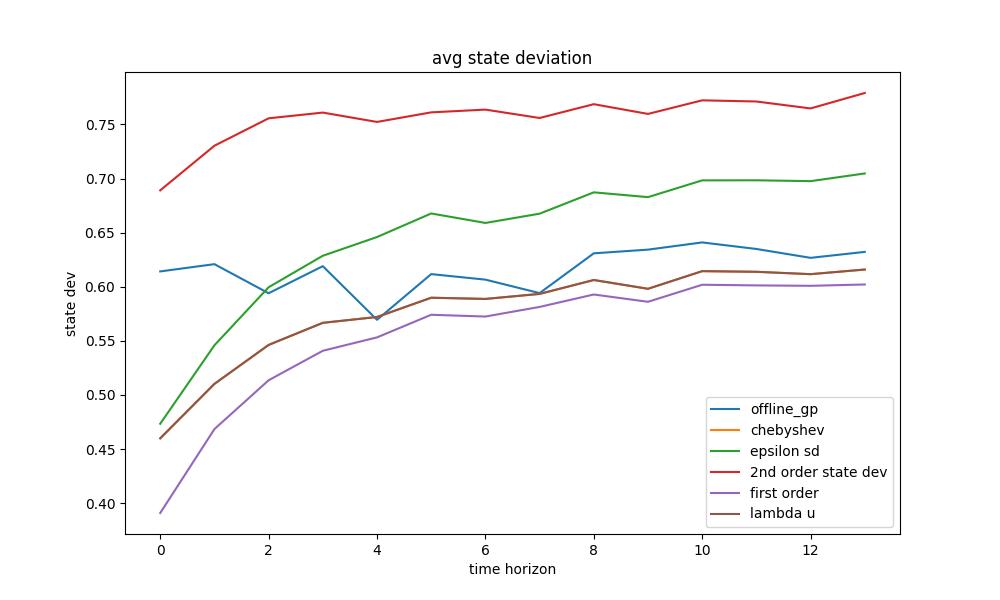 avg state deviation
state dev
0.75
0.70
0.65
0.60
0.55
0.50
0.45
0.40
0 2 4 6 8 10 12
time horizon
offline_gp
chebyshev
epsilon sd
2nd order state dev
first order
lambda u